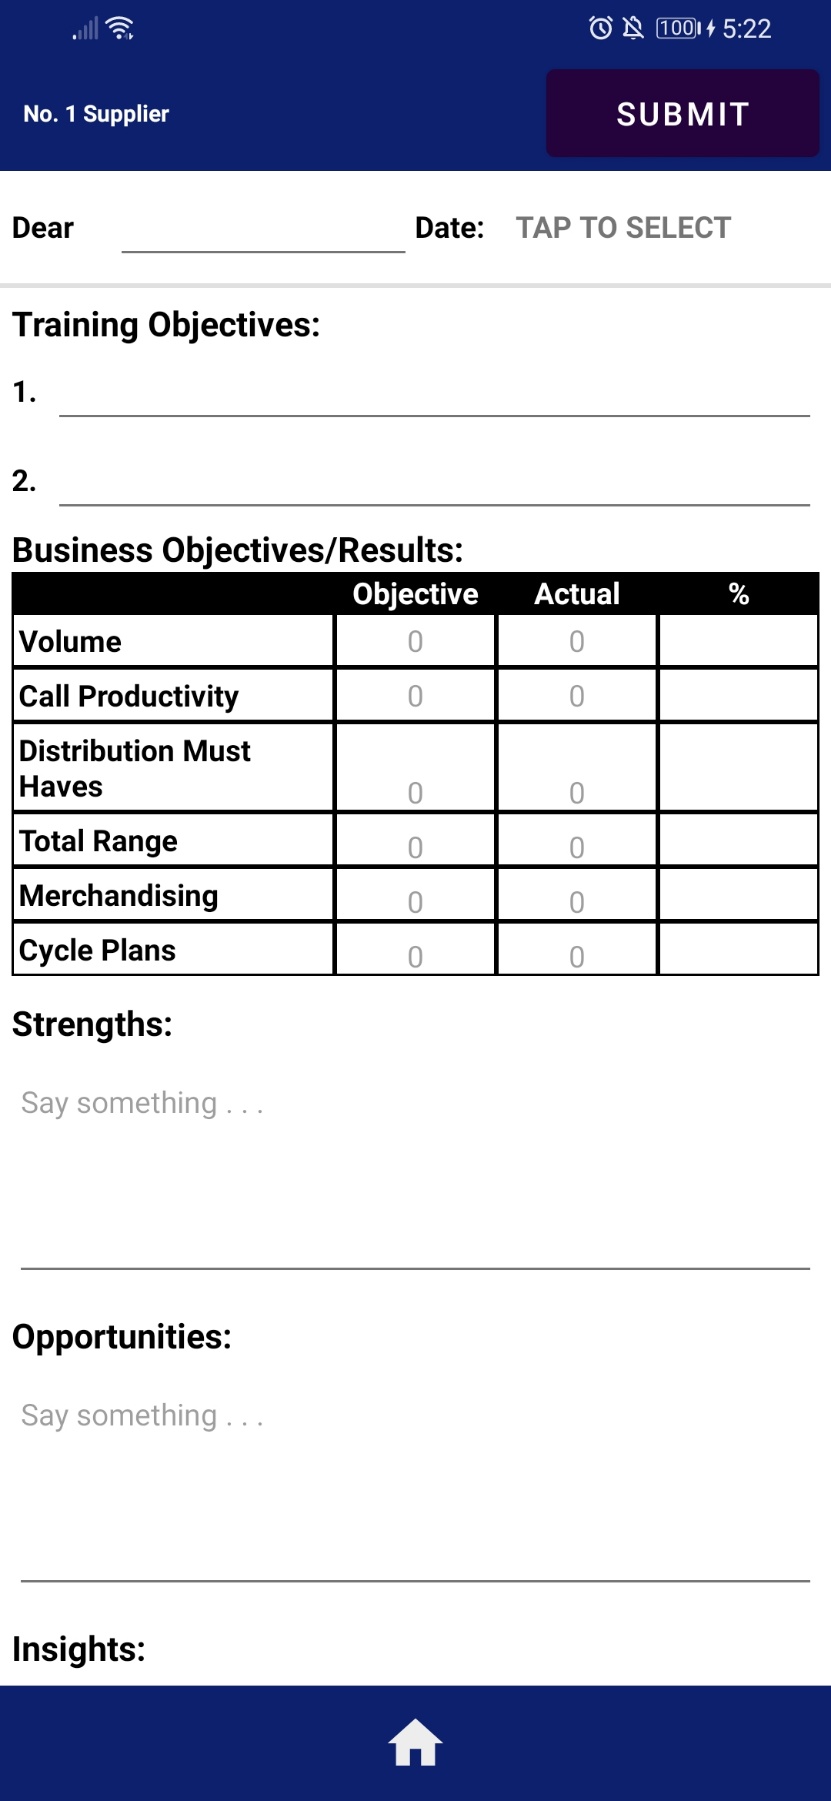 100 5:22
No. 1 Supplier SUBMIT
Dear Date: TAP TO SELECT
Training Objectives:
1.
2.
Business Objectives/Results:
Objective Actual %
Volume 0 0
Call Productivity 0 0
Distribution Must
Haves 0 0
Total Range 0 0
Merchandising 0 0
Cycle Plans 0 0
Strengths:
Say something . . .
Opportunities:
Say something . . .
Insights: